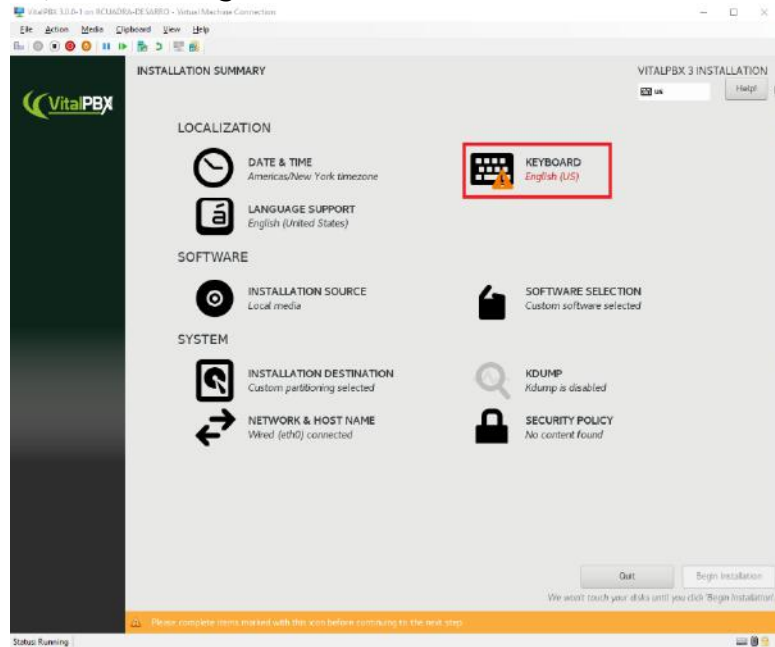 VitalPBX 3.0.0-1 on RCUADRA-DESARRO - Virtual Machine Connection
File Action Media Clipboard View Help
VitalPBX
INSTALLATION SUMMARY
VITALPBX 3 INSTALLATION
us
Help!
LOCALIZATION
DATE & TIME
Americas/New York timezone
KEYBOARD
English (US)
LANGUAGE SUPPORT
English (United States)
SOFTWARE
INSTALLATION SOURCE
Local media
SOFTWARE SELECTION
Custom software selected
SYSTEM
INSTALLATION DESTINATION
Custom partitioning selected
KDUMP
Kdump is disabled
NETWORK & HOST NAME
Wired (eth0) connected
SECURITY POLICY
No content found
Quit
Begin Installation
We won't touch your disks until you click 'Begin Installation'
Please complete items marked with this icon before continuing to the next step.
Status: Running